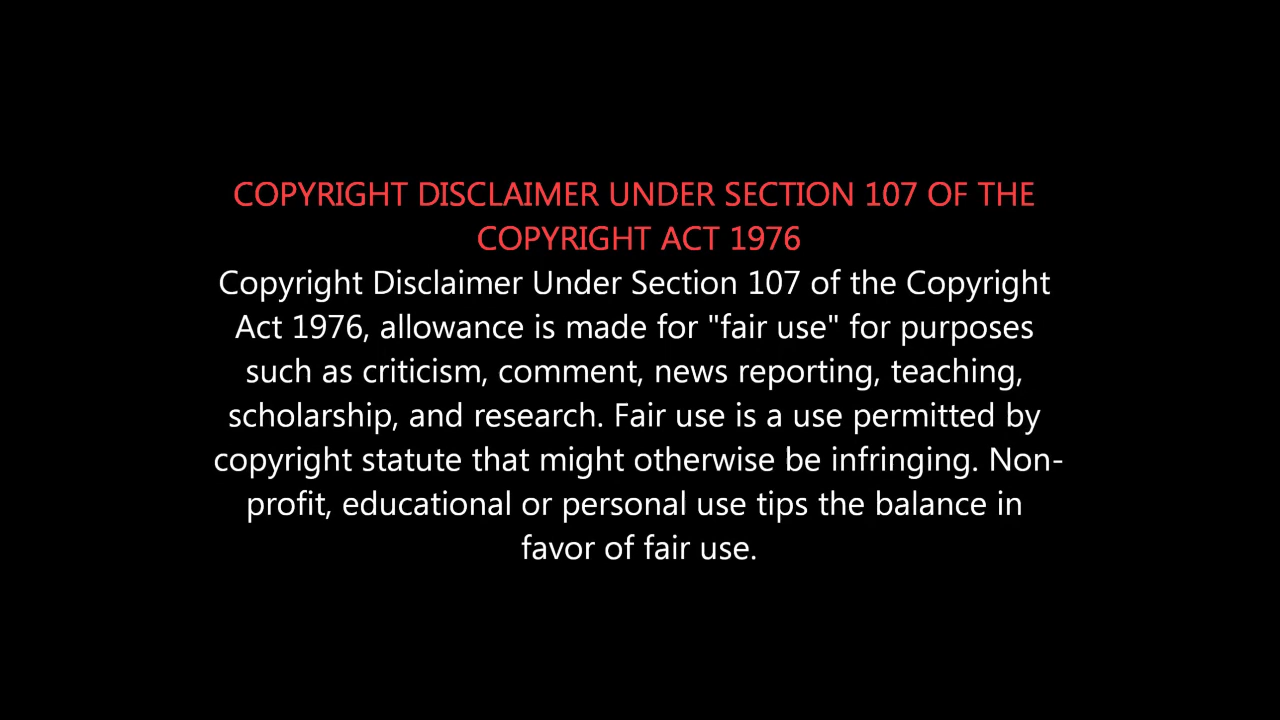 COPYRIGHT DISCLAIMER UNDER SECTION 107 OF THE
COPYRIGHT ACT 1976
Copyright Disclaimer Under Section 107 of the Copyright
Act 1976, allowance is made for "fair use" for purposes
such as criticism, comment, news reporting, teaching,
scholarship, and research. Fair use is a use permitted by
copyright statute that might otherwise be infringing. Non-
profit, educational or personal use tips the balance in
favor of fair use.